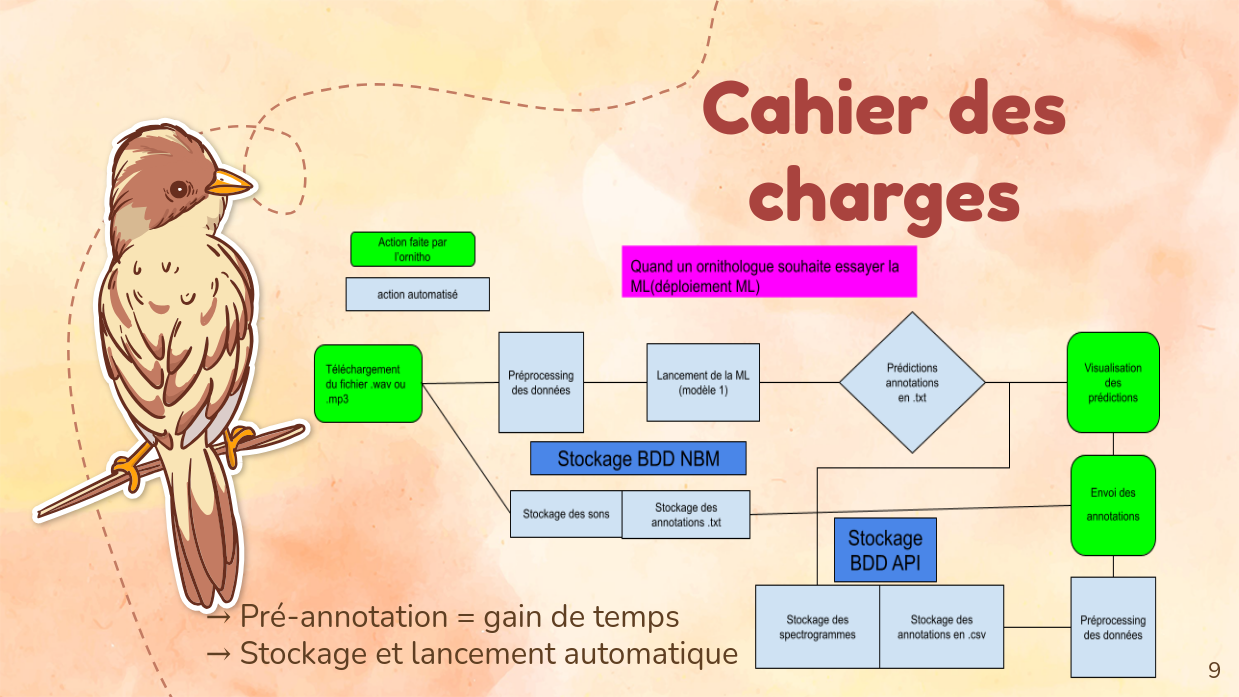 Cahier des
charges
Action faite par
l'ornitho
action automatisé
Quand un ornithologue souhaite essayer la
ML(déploiement ML)
Téléchargement
du fichier .wav ou
.mp3
Préprocessing
des données
Lancement de la ML
(modèle 1)
Prédictions
annotations
en .txt
Visualisation
des
prédictions
Stockage BDD NBM
Stockage des sons
Stockage des
annotations .txt
Envoi des
annotations
Stockage
BDD API
Stockage des
spectrogrammes
Stockage des
annotations en .csv
Préprocessing
des données
→ Pré-annotation = gain de temps
→ Stockage et lancement automatique
9